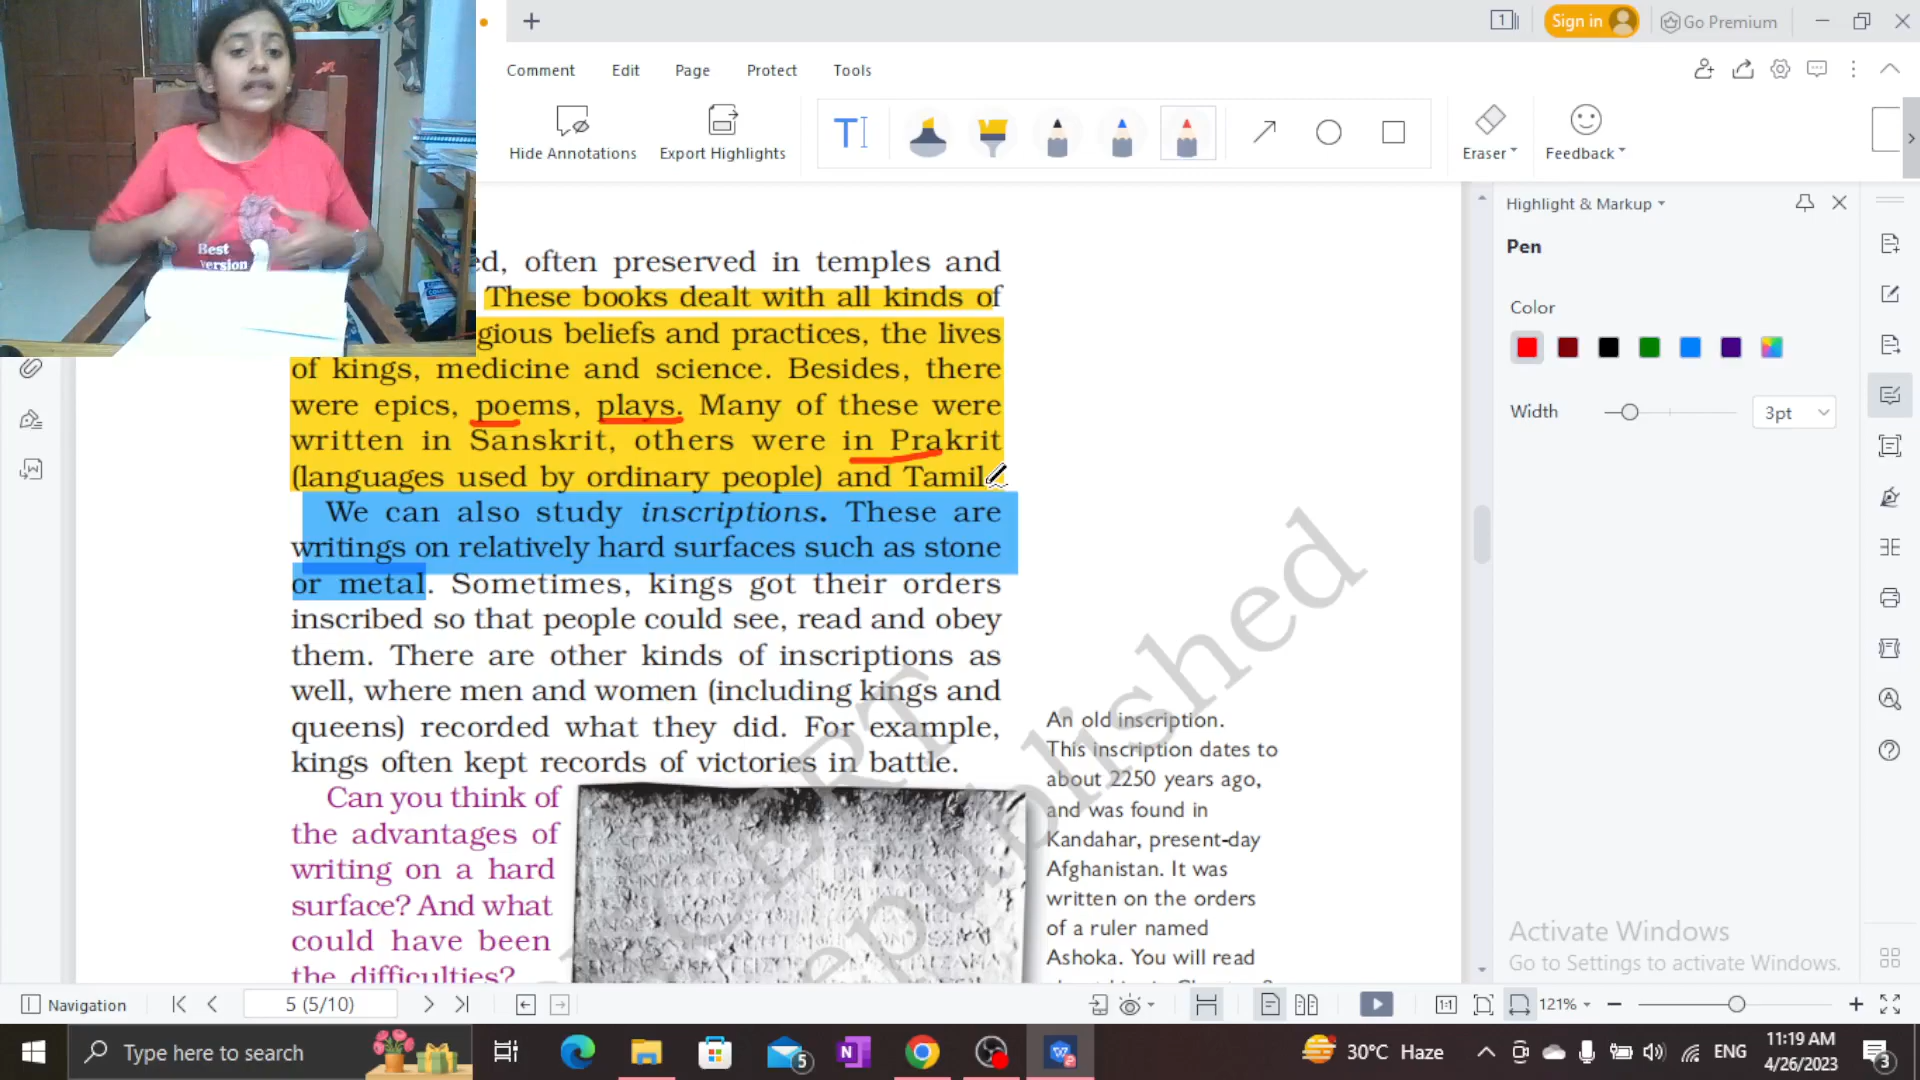 1
Sign in
Go Premium
Comment
Edit
Page
Protect
Tools
Hide Annotations
Export Highlights
T
Eraser
Feedback
Highlight & Markup
Pen
Color
Width
3pt
Best
Version
ed, often preserved in temples and
These books dealt with all kinds of
gious beliefs and practices, the lives
of kings, medicine and science. Besides, there
were epics, poems, plays. Many of these were
written in Sanskrit, others were in Prakrit
(languages used by ordinary people) and Tamil
We can also study inscriptions. These are
writings on relatively hard surfaces such as stone
or metal. Sometimes, kings got their orders
inscribed so that people could see, read and obey
them. There are other kinds of inscriptions as
well, where men and women (including kings and
queens) recorded what they did. For example,
kings often kept records of victories in battle.
Can you think of
the advantages of
writing on a hard
surface? And what
could have been
the difficulties?
An old inscription.
This inscription dates to
about 2250 years ago,
and was found in
Kandahar, present-day
Afghanistan. It was
written on the orders
of a ruler named
Ashoka. You will read
NCERT
republished
Activate Windows
Go to Settings to activate Windows.
Navigation
5 (5/10)
1:1
121%
Type here to search
5
N
30°C Haze
ENG
11:19 AM
4/26/2023
3